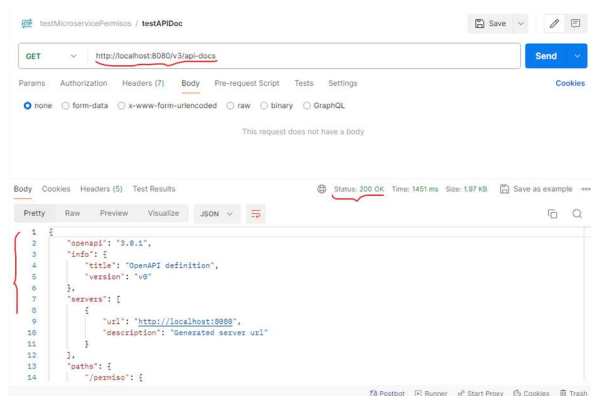 HTTP testMicroservicePermisos / testAPIDoc Save
GET http://localhost:8080/v3/api-docs Send
Params Authorization Headers (7) Body Pre-request Script Tests Settings Cookies
none form-data x-www-form-urlencoded raw binary GraphQL
This request does not have a body
Body Cookies Headers (5) Test Results Status: 200 OK Time: 1451 ms Size: 1.97 KB Save as example
Pretty Raw Preview Visualize JSON
1 {
2 "openapi": "3.0.1",
3 "info": {
4 "title": "OpenAPI definition",
5 "version": "v0"
6 },
7 "servers": [
8 {
9 "url": "http://localhost:8080",
10 "description": "Generated server url"
11 }
12 ],
13 "paths": {
14 "/permiso": {
Postbot Runner Start Proxy Cookies Trash